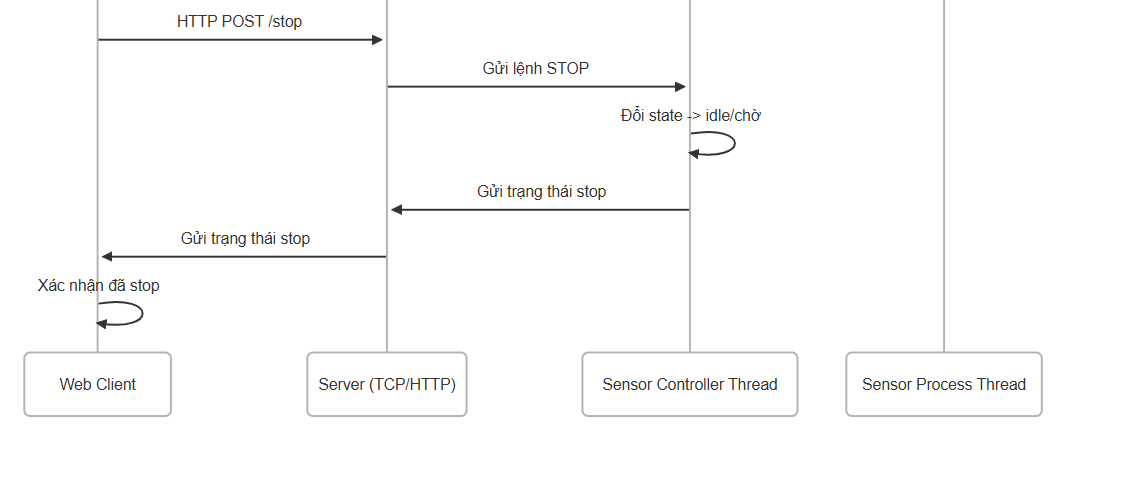 HTTP POST /stop
Gửi lệnh STOP
Đổi state -> idle/chờ
Gửi trạng thái stop
Gửi trạng thái stop
Xác nhận đã stop
Web Client
Server (TCP/HTTP)
Sensor Controller Thread
Sensor Process Thread